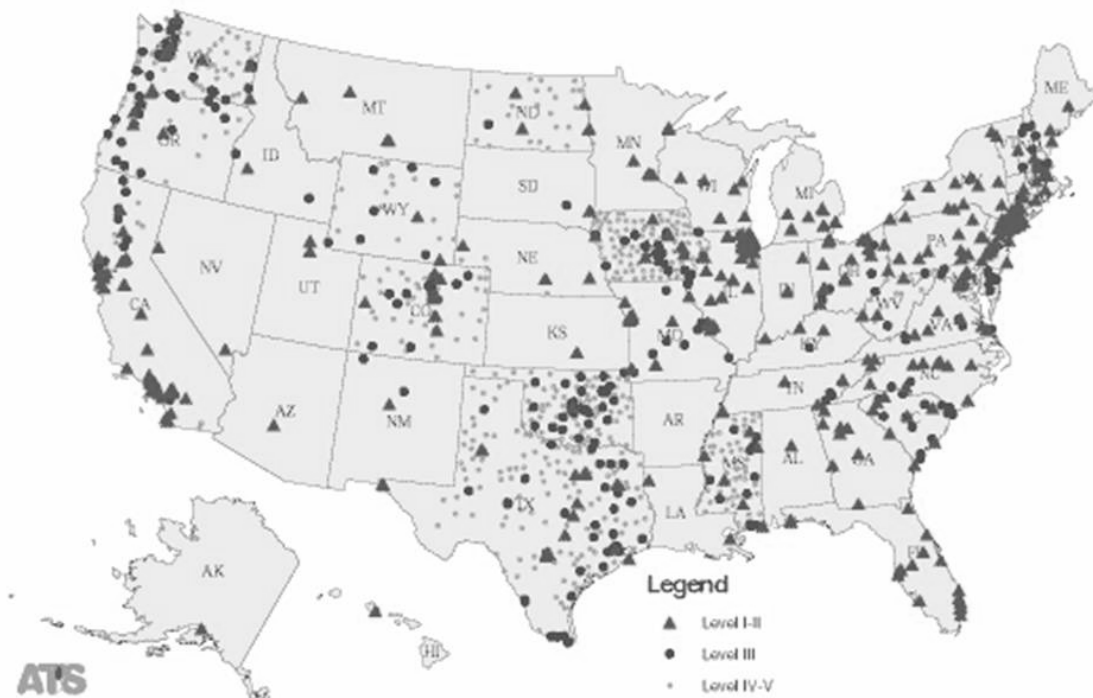 WA
MT
ND
ME
OR
ID
MN
SD
WI
MI
NY
WY
NE
PA
NV
UT
CO
IL
IN
OH
WV
VA
CA
KS
MO
KY
NC
AZ
NM
AR
TN
TX
LA
MS
AL
GA
FL
AK
HI
Legend
Level I-II
Level III
Level IV-V
ATS